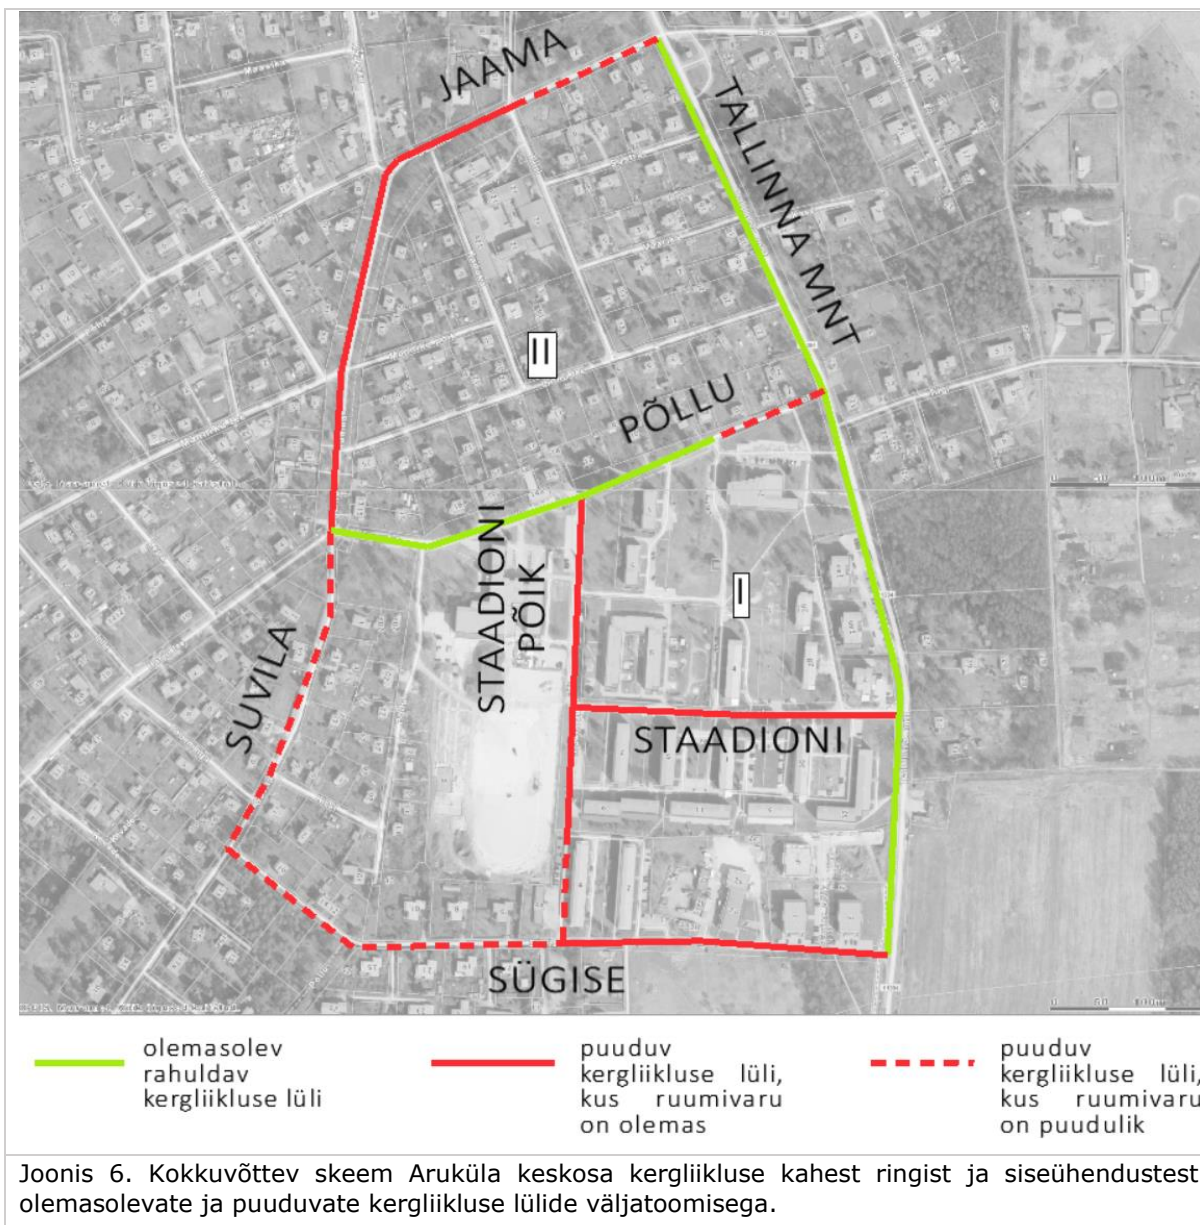 JAAMA
TALLINNA MNT
II
PÕLLU
STAADIONI
PÕIK
I
SUVILA
STAADIONI
SÜGISE
olemasolev
rahuldav
kergliikluse lüli
puuduv
kergliikluse lüli,
kus ruumivaru
on olemas
puuduv
kergliikluse lüli,
kus ruumivaru
on puudulik
Joonis 6. Kokkuvõttev skeem Aruküla keskosa kergliikluse kahest ringist ja siseühendustest
olemasolevate ja puuduvate kergliikluse lülide väljatoomisega.